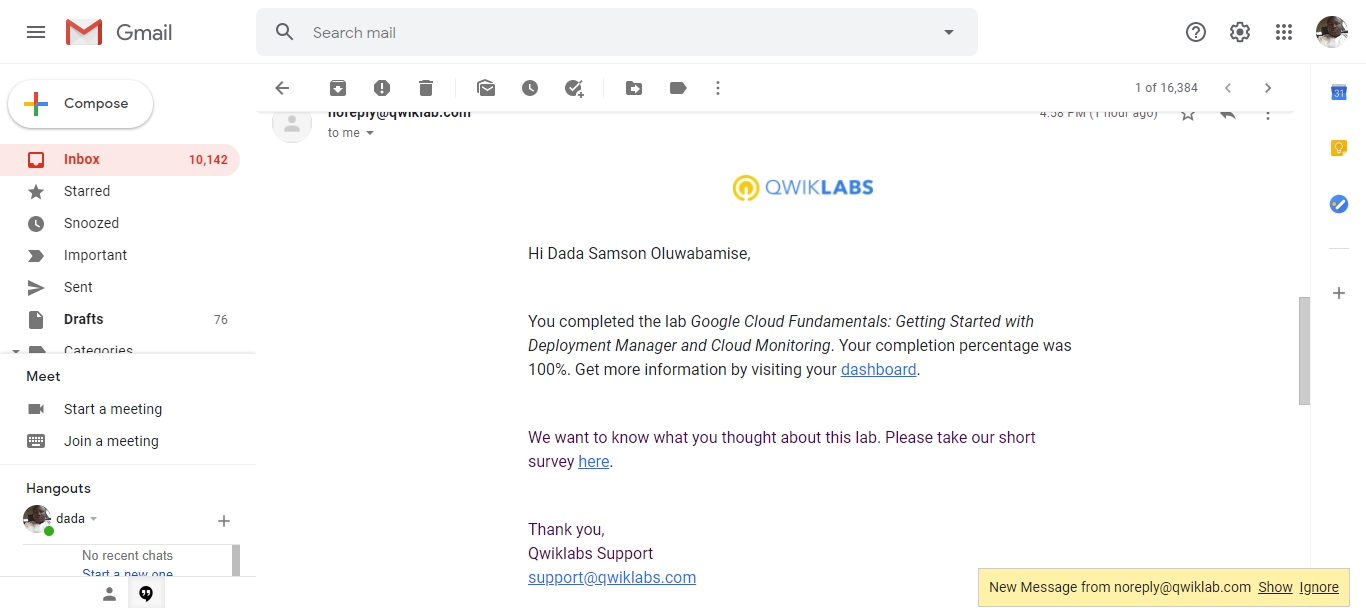 Gmail
Search mail
Compose
1 of 16,384
Inbox 10,142
Starred
Snoozed
Important
Sent
Drafts 76
Categories
Meet
Start a meeting
Join a meeting
Hangouts
dada
No recent chats
Start a new one
noreply@qwiklab.com
4:58 PM (1 hour ago)
to me
QWIKLABS
Hi Dada Samson Oluwabamise,
You completed the lab Google Cloud Fundamentals: Getting Started with
Deployment Manager and Cloud Monitoring. Your completion percentage was
100%. Get more information by visiting your dashboard.
We want to know what you thought about this lab. Please take our short
survey here.
Thank you,
Qwiklabs Support
support@qwiklabs.com
New Message from noreply@qwiklab.com Show Ignore
31